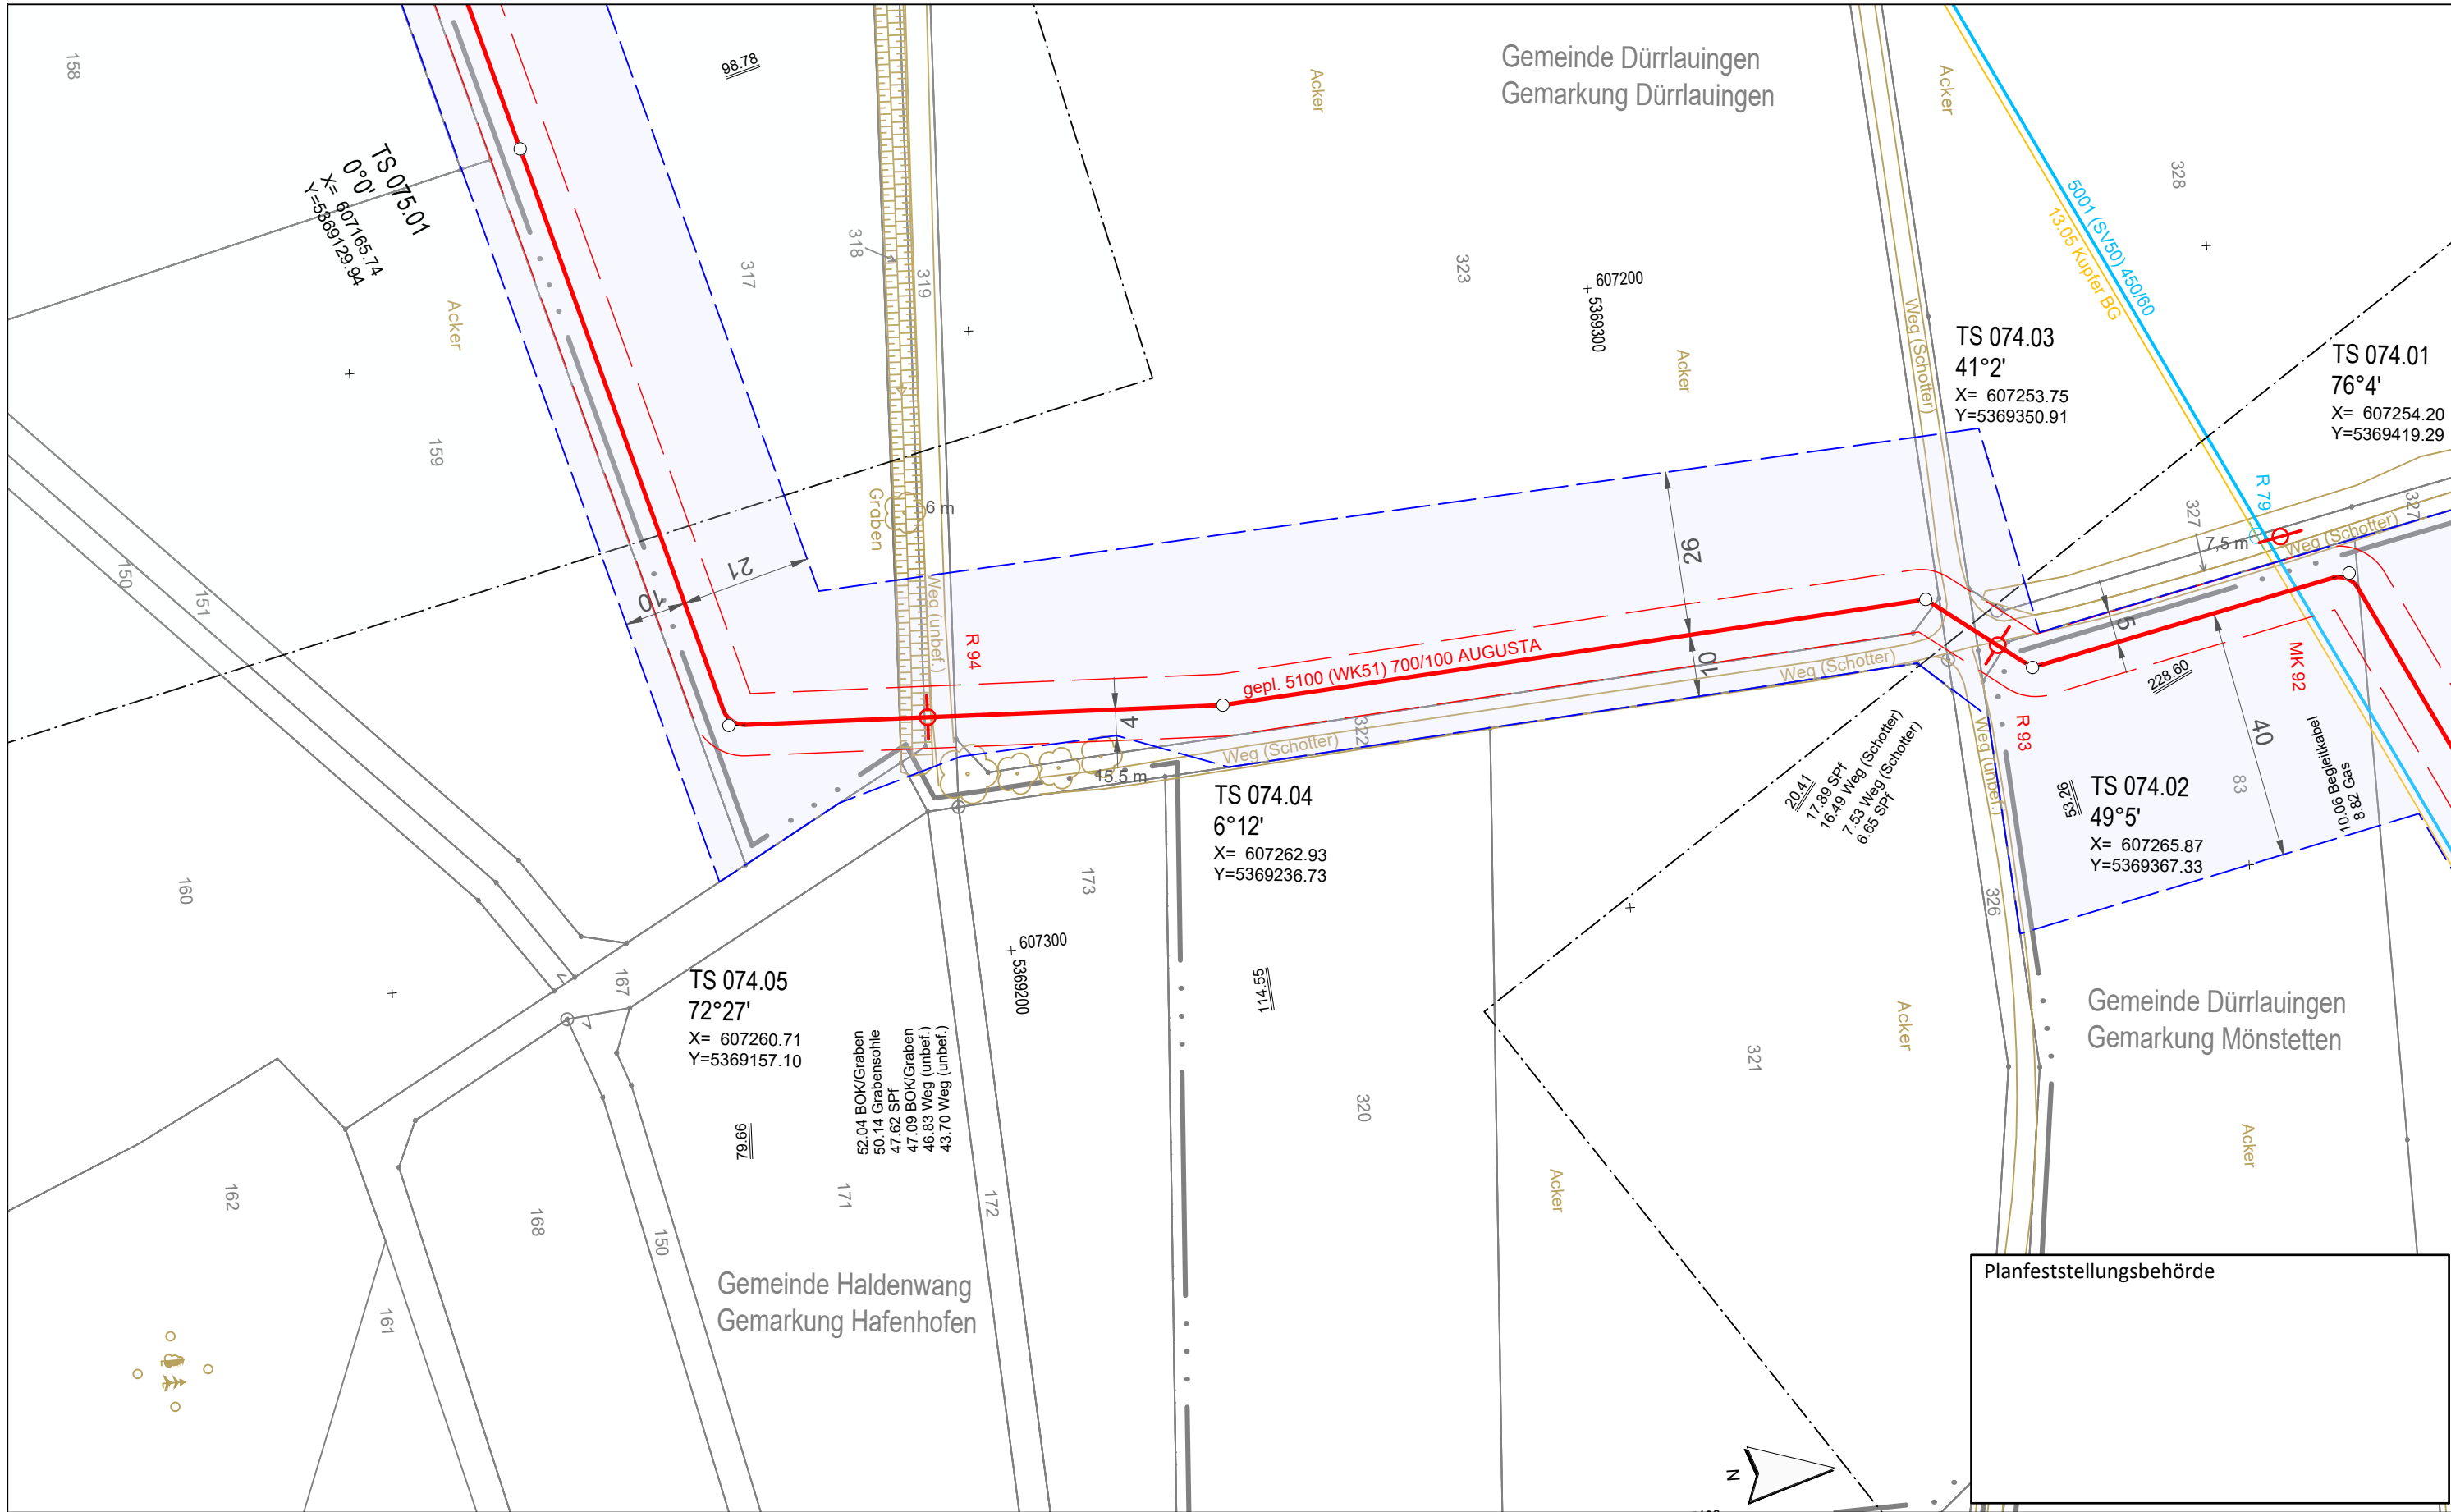 158
98.78
Acker
Gemeinde Dürrlauingen
Gemarkung Dürrlauingen
Acker
328
5001 (SV50) 450/60
13.05 Kupfer BG
TS 075.01
0°0'
X= 607165.74
Y=5369129.94
Acker
317
318
319
323
607200
5369300
Acker
Weg (Schotter)
TS 074.03
41°2'
X= 607253.75
Y=5369350.91
TS 074.01
76°4'
X= 607254.20
Y=5369419.29
159
Graben
6 m
R 79
327
327
7,5 m
Weg (Schotter)
150
151
21
10
Weg (unbef.)
R 94
26
10
gepl. 5100 (WK51) 700/100 AUGUSTA
Weg (Schotter)
5
228.60
MK 92
4
322
Weg (Schotter)
15.5 m
R 93
Weg (unbef.)
40
10.06 Begleitkabel
8.82 Gas
83
TS 074.04
6°12'
X= 607262.93
Y=5369236.73
20.41
17.89 SPf
16.49 Weg (Schotter)
7.53 Weg (Schotter)
6.65 SPf
53.26
TS 074.02
49°5'
X= 607265.87
Y=5369367.33
160
173
326
607300
5369200
114.55
167
7
7
TS 074.05
72°27'
X= 607260.71
Y=5369157.10
79.66
52.04 BOK/Graben
50.14 Grabensohle
47.62 SPf
47.09 BOK/Graben
46.83 Weg (unbef.)
43.70 Weg (unbef.)
Acker
321
Gemeinde Dürrlauingen
Gemarkung Mönstetten
320
Acker
Acker
162
168
150
171
172
161
Gemeinde Haldenwang
Gemarkung Hafenhofen
Planfeststellungsbehörde
N